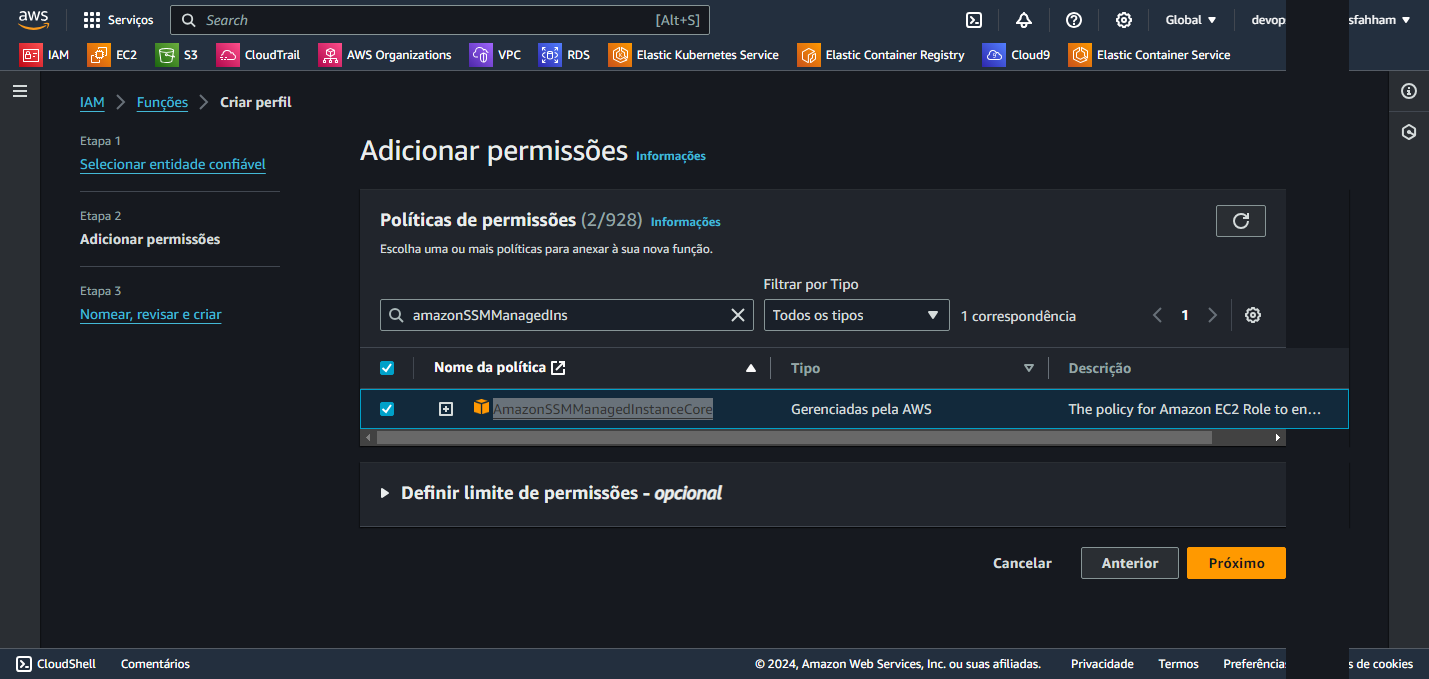 aws Serviços Search [Alt+S] Global devop sfahham
IAM EC2 S3 CloudTrail AWS Organizations VPC RDS Elastic Kubernetes Service Elastic Container Registry Cloud9 Elastic Container Service
IAM Funções Criar perfil
Etapa 1
Selecionar entidade confiável
Etapa 2
Adicionar permissões
Etapa 3
Nomear, revisar e criar
Adicionar permissões Informações
Políticas de permissões (2/928) Informações
Escolha uma ou mais políticas para anexar à sua nova função.
Filtrar por Tipo
amazonSSMManagedIns Todos os tipos 1 correspondência 1
Nome da política Tipo Descrição
AmazonSSMManagedInstanceCore Gerenciadas pela AWS The policy for Amazon EC2 Role to en...
Definir limite de permissões - opcional
Cancelar Anterior Próximo
CloudShell Comentários © 2024, Amazon Web Services, Inc. ou suas afiliadas. Privacidade Termos Preferências s de cookies